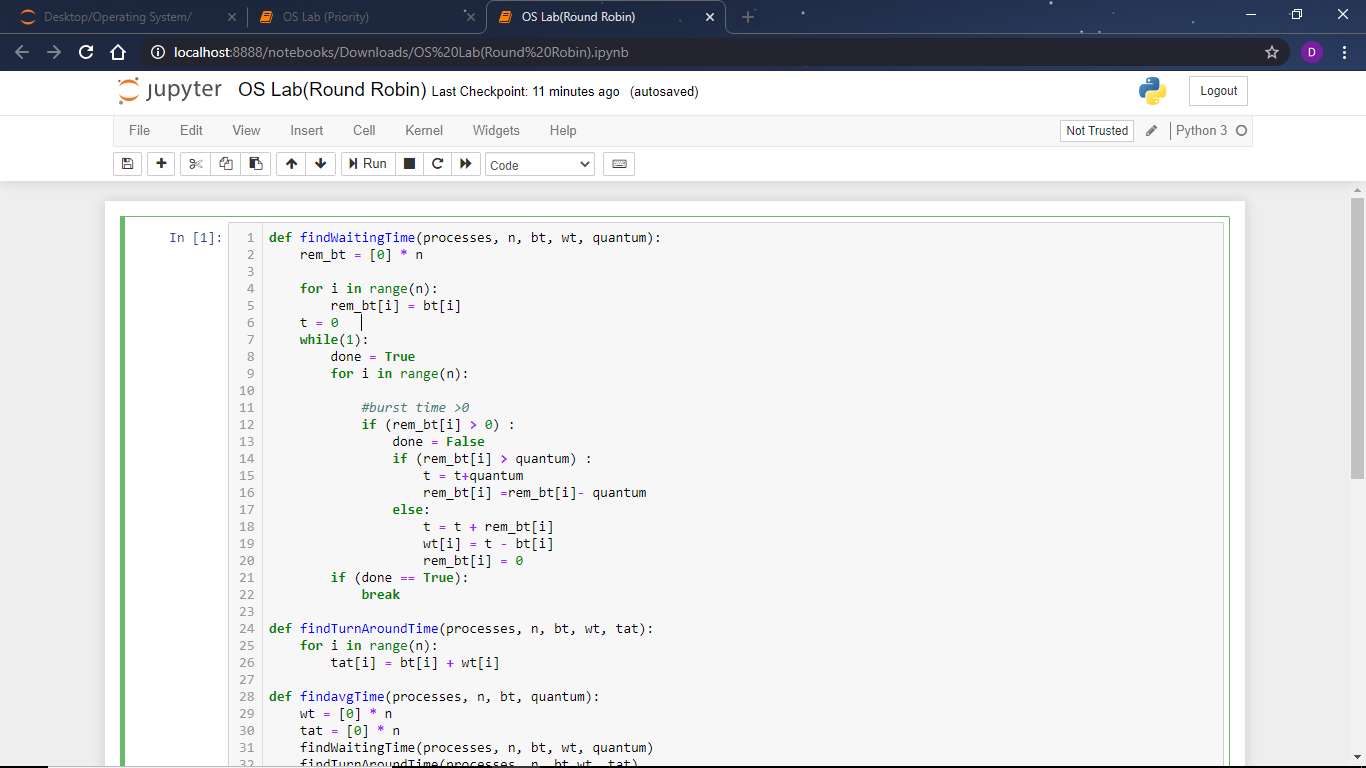 Desktop/Operating System/
OS Lab (Priority)
OS Lab(Round Robin)
localhost:8888/notebooks/Downloads/OS%20Lab(Round%20Robin).ipynb
D
jupyter OS Lab(Round Robin) Last Checkpoint: 11 minutes ago (autosaved)
Logout
File Edit View Insert Cell Kernel Widgets Help
Not Trusted Python 3
Run Code
In [1]:
1 def findWaitingTime(processes, n, bt, wt, quantum):
2     rem_bt = [0] * n
3
4     for i in range(n):
5         rem_bt[i] = bt[i]
6     t = 0
7     while(1):
8         done = True
9         for i in range(n):
10
11             #burst time >0
12             if (rem_bt[i] > 0) :
13                 done = False
14                 if (rem_bt[i] > quantum) :
15                     t = t+quantum
16                     rem_bt[i] =rem_bt[i]- quantum
17                 else:
18                     t = t + rem_bt[i]
19                     wt[i] = t - bt[i]
20                     rem_bt[i] = 0
21         if (done == True):
22             break
23
24 def findTurnAroundTime(processes, n, bt, wt, tat):
25     for i in range(n):
26         tat[i] = bt[i] + wt[i]
27
28 def findavgTime(processes, n, bt, quantum):
29     wt = [0] * n
30     tat = [0] * n
31     findWaitingTime(processes, n, bt, wt, quantum)
32     findTurnAroundTime(processes, n, bt, wt, tat)